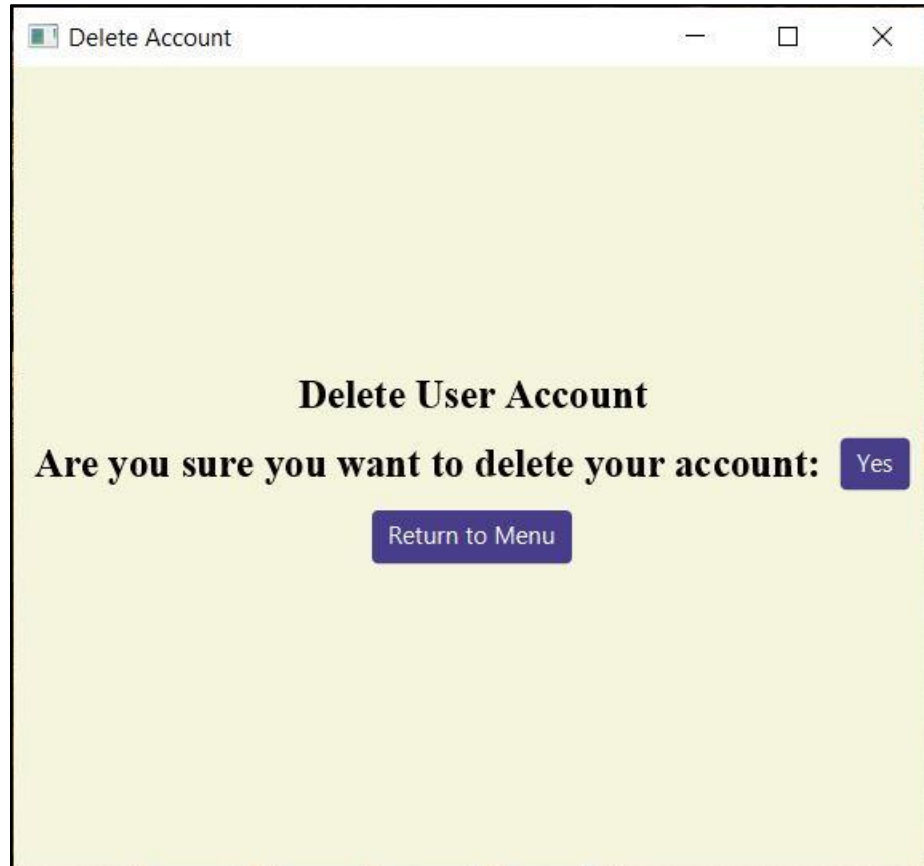 Delete Account
Delete User Account
Are you sure you want to delete your account: Yes
Return to Menu